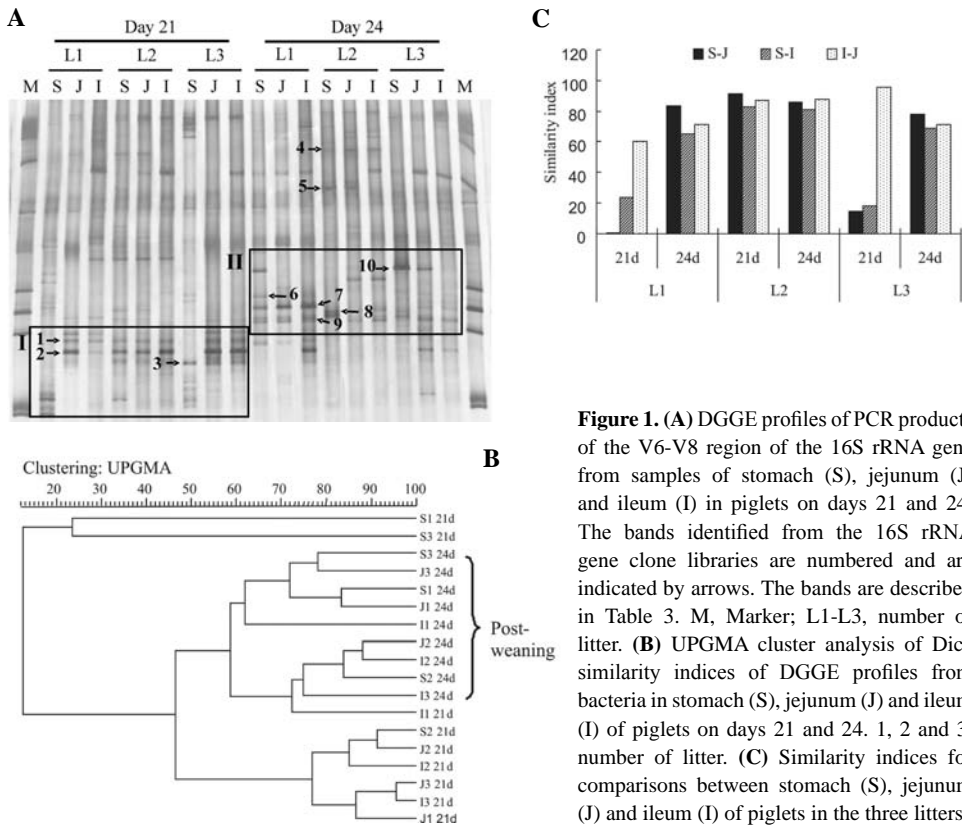 A
Day 21
Day 24
L1 L2 L3 L1 L2 L3
M S J I S J I S J I S J I S J I S J I M
4
5
II
10
6
7
8
9
I
1
2
3
C
S-J S-I I-J
Similarity index
120
100
80
60
40
20
0
21d 24d 21d 24d 21d 24d
L1 L2 L3
B
Clustering: UPGMA
20 30 40 50 60 70 80 90 100
S1 21d
S3 21d
S3 24d
J3 24d
S1 24d
J1 24d
I1 24d
J2 24d
I2 24d
S2 24d
I3 24d
I1 21d
S2 21d
J2 21d
I2 21d
J3 21d
I3 21d
J1 21d
Post-
weaning
Figure 1. (A) DGGE profiles of PCR product
of the V6-V8 region of the 16S rRNA gen
from samples of stomach (S), jejunum (J
and ileum (I) in piglets on days 21 and 24
The bands identified from the 16S rRNA
gene clone libraries are numbered and ar
indicated by arrows. The bands are describe
in Table 3. M, Marker; L1-L3, number o
litter. (B) UPGMA cluster analysis of Dic
similarity indices of DGGE profiles from
bacteria in stomach (S), jejunum (J) and ileum
(I) of piglets on days 21 and 24. 1, 2 and 3
number of litter. (C) Similarity indices fo
comparisons between stomach (S), jejunum
(J) and ileum (I) of piglets in the three litters